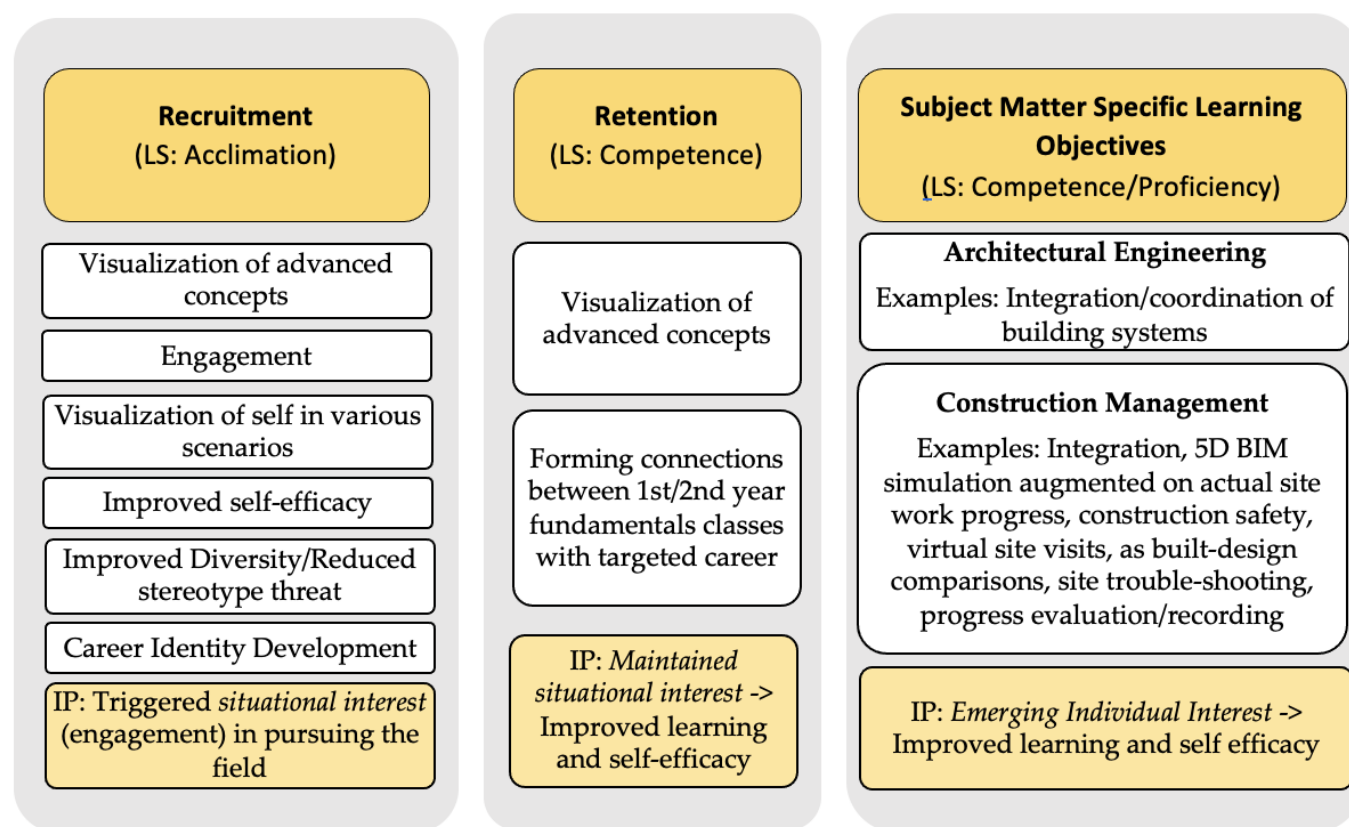 Recruitment
(LS: Acclimation)
Visualization of advanced
concepts
Engagement
Visualization of self in various
scenarios
Improved self-efficacy
Improved Diversity/Reduced
stereotype threat
Career Identity Development
IP: Triggered situational interest
(engagement) in pursuing the
field
Retention
(LS: Competence)
Visualization of
advanced concepts
Forming connections
between 1st/2nd year
fundamentals classes
with targeted career
IP: Maintained
situational interest ->
Improved learning
and self-efficacy
Subject Matter Specific Learning
Objectives
(LS: Competence/Proficiency)
Architectural Engineering
Examples: Integration/coordination of
building systems
Construction Management
Examples: Integration, 5D BIM
simulation augmented on actual site
work progress, construction safety,
virtual site visits, as built-design
comparisons, site trouble-shooting,
progress evaluation/recording
IP: Emerging Individual Interest ->
Improved learning and self efficacy